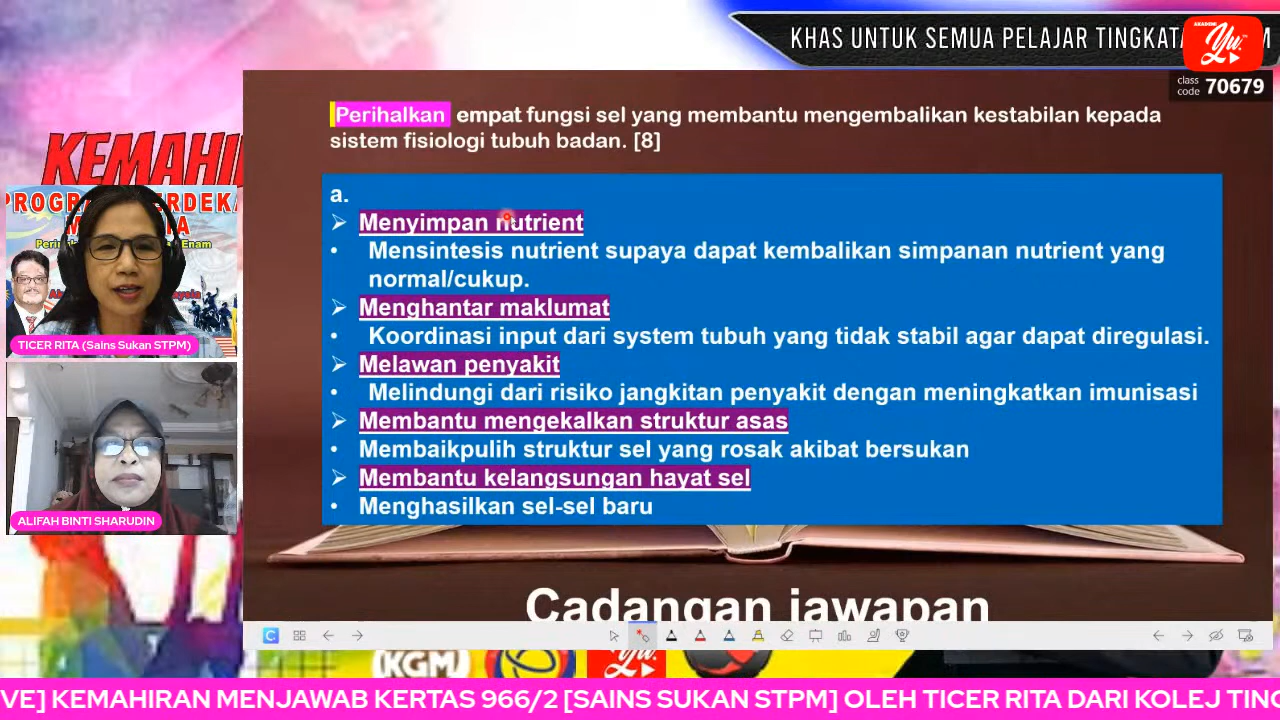 KHAS UNTUK SEMUA PELAJAR TINGKAT
AKADEMI
Yu
class code 70679
KEMAHI
PROGRAM ERDEKA
TICER RITA (Sains Sukan STPM)
ALIFAH BINTI SHARUDIN
Perihalkan empat fungsi sel yang membantu mengembalikan kestabilan kepada
sistem fisiologi tubuh badan. [8]
a.
➢ Menyimpan nutrient
• Mensintesis nutrient supaya dapat kembalikan simpanan nutrient yang
normal/cukup.
➢ Menghantar maklumat
• Koordinasi input dari system tubuh yang tidak stabil agar dapat diregulasi.
➢ Melawan penyakit
• Melindungi dari risiko jangkitan penyakit dengan meningkatkan imunisasi
➢ Membantu mengekalkan struktur asas
• Membaikpulih struktur sel yang rosak akibat bersukan
➢ Membantu kelangsungan hayat sel
• Menghasilkan sel-sel baru
Cadangan jawapan
(KGM)
VE] KEMAHIRAN MENJAWAB KERTAS 966/2 [SAINS SUKAN STPM] OLEH TICER RITA DARI KOLEJ TING